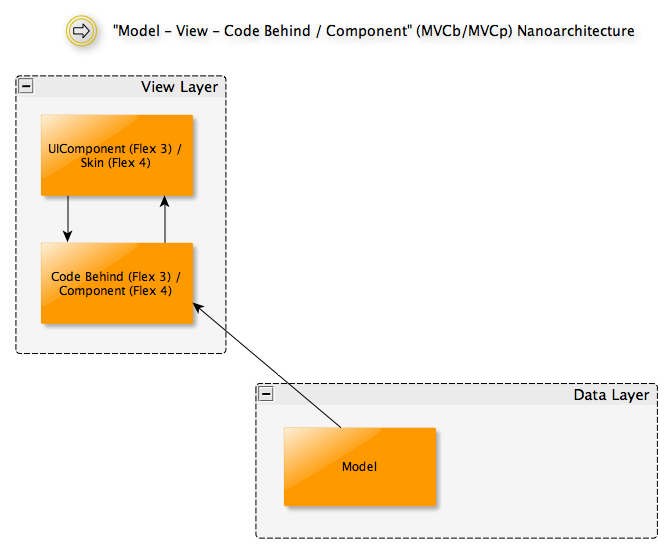 "Model - View - Code Behind / Component" (MVCb/MVCp) Nanoarchitecture
View Layer
UIComponent (Flex 3) /
Skin (Flex 4)
Code Behind (Flex 3) /
Component (Flex 4)
Data Layer
Model